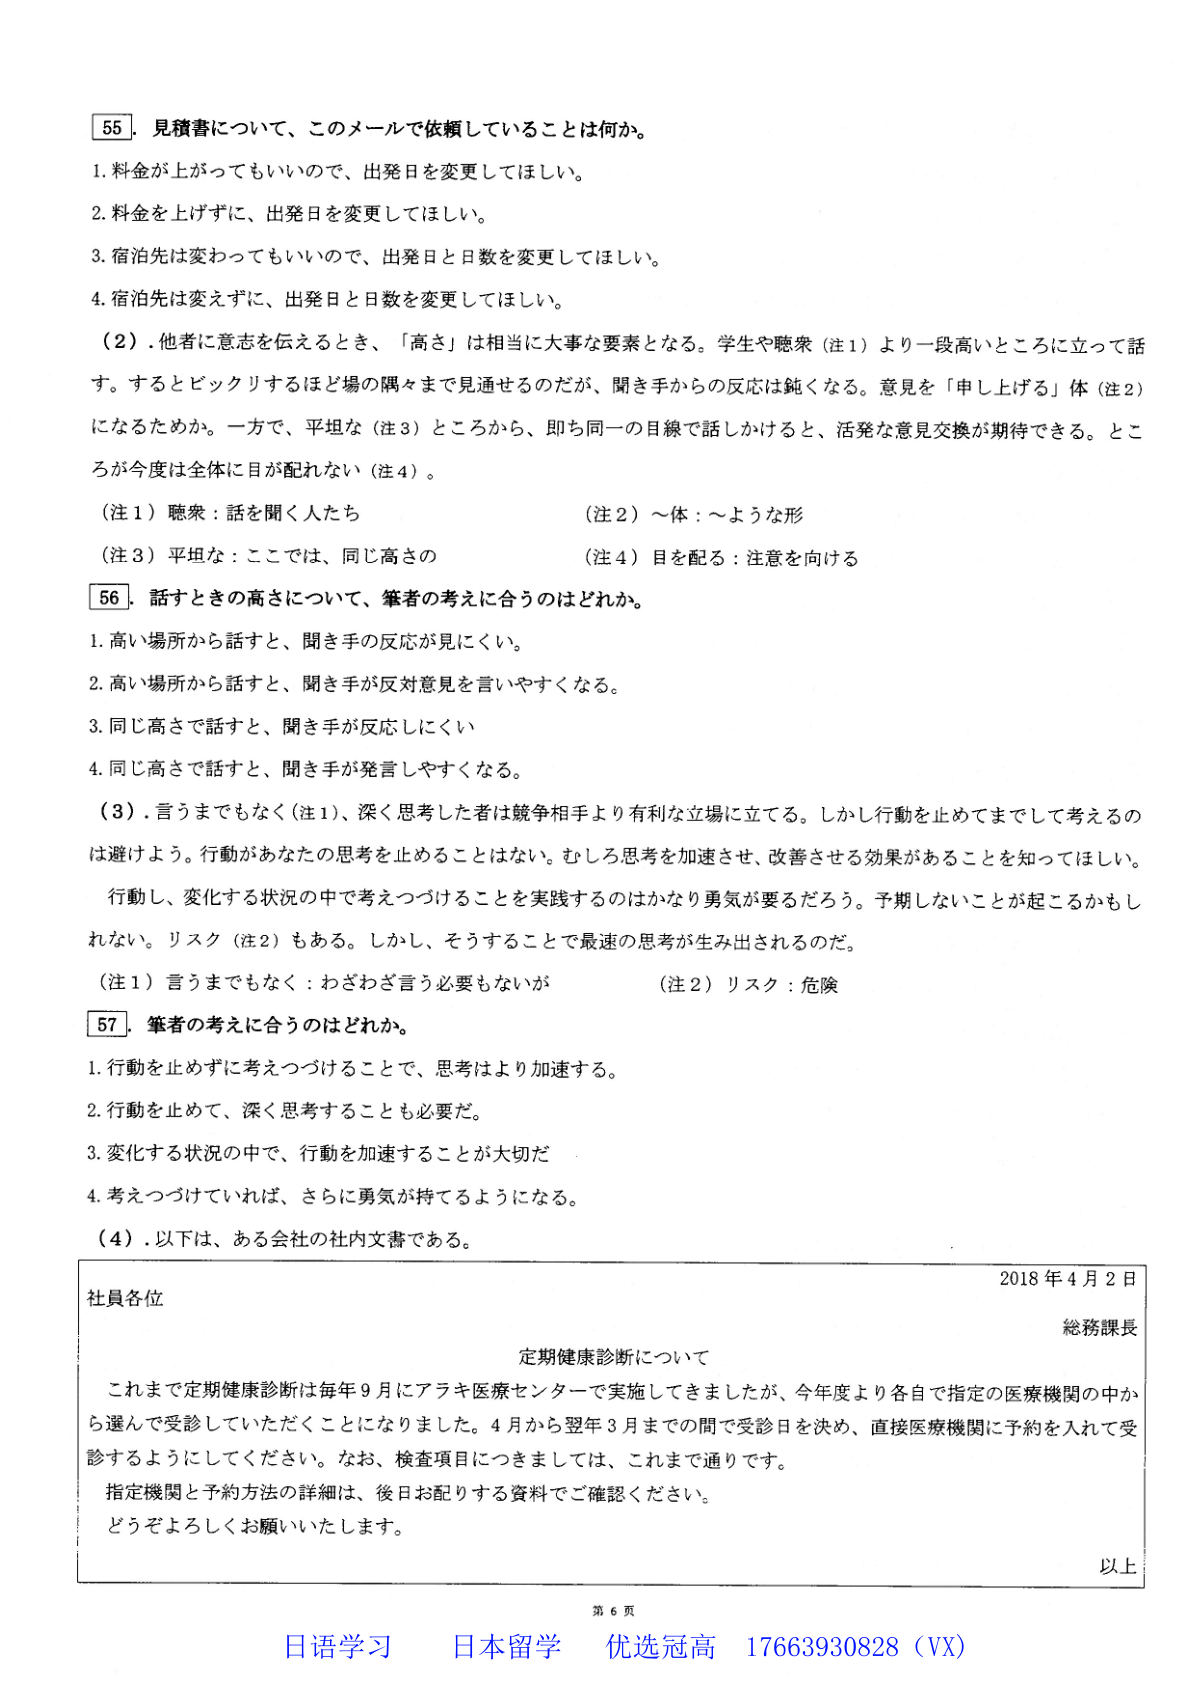 55. 見積書について、このメールで依頼していることは何か。
1. 料金が上がってもいいので、出発日を変更してほしい。
2. 料金を上げずに、出発日を変更してほしい。
3. 宿泊先は変わってもいいので、出発日と日数を変更してほしい。
4. 宿泊先は変えずに、出発日と日数を変更してほしい。
（2）. 他者に意志を伝えるとき、「高さ」は相当に大事な要素となる。学生や聴衆（注1）より一段高いところに立って話
す。するとビックリするほど場の隅々まで見通せるのだが、聞き手からの反応は鈍くなる。意見を「申し上げる」体（注2）
になるためか。一方で、平坦な（注3）ところから、即ち同一の目線で話しかけると、活発な意見交換が期待できる。とこ
ろが今度は全体に目が配れない（注4）。
（注1）聴衆：話を聞く人たち （注2）～体：～ような形
（注3）平坦な：ここでは、同じ高さの （注4）目を配る：注意を向ける
56. 話すときの高さについて、筆者の考えに合うのはどれか。
1. 高い場所から話すと、聞き手の反応が見にくい。
2. 高い場所から話すと、聞き手が反対意見を言いやすくなる。
3. 同じ高さで話すと、聞き手が反応しにくい
4. 同じ高さで話すと、聞き手が発言しやすくなる。
（3）. 言うまでもなく（注1）、深く思考した者は競争相手より有利な立場に立てる。しかし行動を止めてまでして考えるの
は避けよう。行動があなたの思考を止めることはない。むしろ思考を加速させ、改善させる効果があることを知ってほしい。
行動し、変化する状況の中で考えつづけることを実践するのはかなり勇気が要るだろう。予期しないことが起こるかもし
れない。リスク（注2）もある。しかし、そうすることで最速の思考が生み出されるのだ。
（注1）言うまでもなく：わざわざ言う必要もないが （注2）リスク：危険
57. 筆者の考えに合うのはどれか。
1. 行動を止めずに考えつづけることで、思考はより加速する。
2. 行動を止めて、深く思考することも必要だ。
3. 変化する状況の中で、行動を加速することが大切だ
4. 考えつづけていれば、さらに勇気が持てるようになる。
（4）. 以下は、ある会社の社内文書である。
2018年4月2日
社員各位
総務課長
定期健康診断について
これまで定期健康診断は毎年9月にアラキ医療センターで実施してきましたが、今年度より各自で指定の医療機関の中か
ら選んで受診していただくことになりました。4月から翌年3月までの間で受診日を決め、直接医療機関に予約を入れて受
診するようにしてください。なお、検査項目につきましては、これまで通りです。
指定機関と予約方法の詳細は、後日お配りする資料でご確認ください。
どうぞよろしくお願いいたします。
以上
第 6 页
日语学习 日本留学 优选冠高 17663930828（VX）